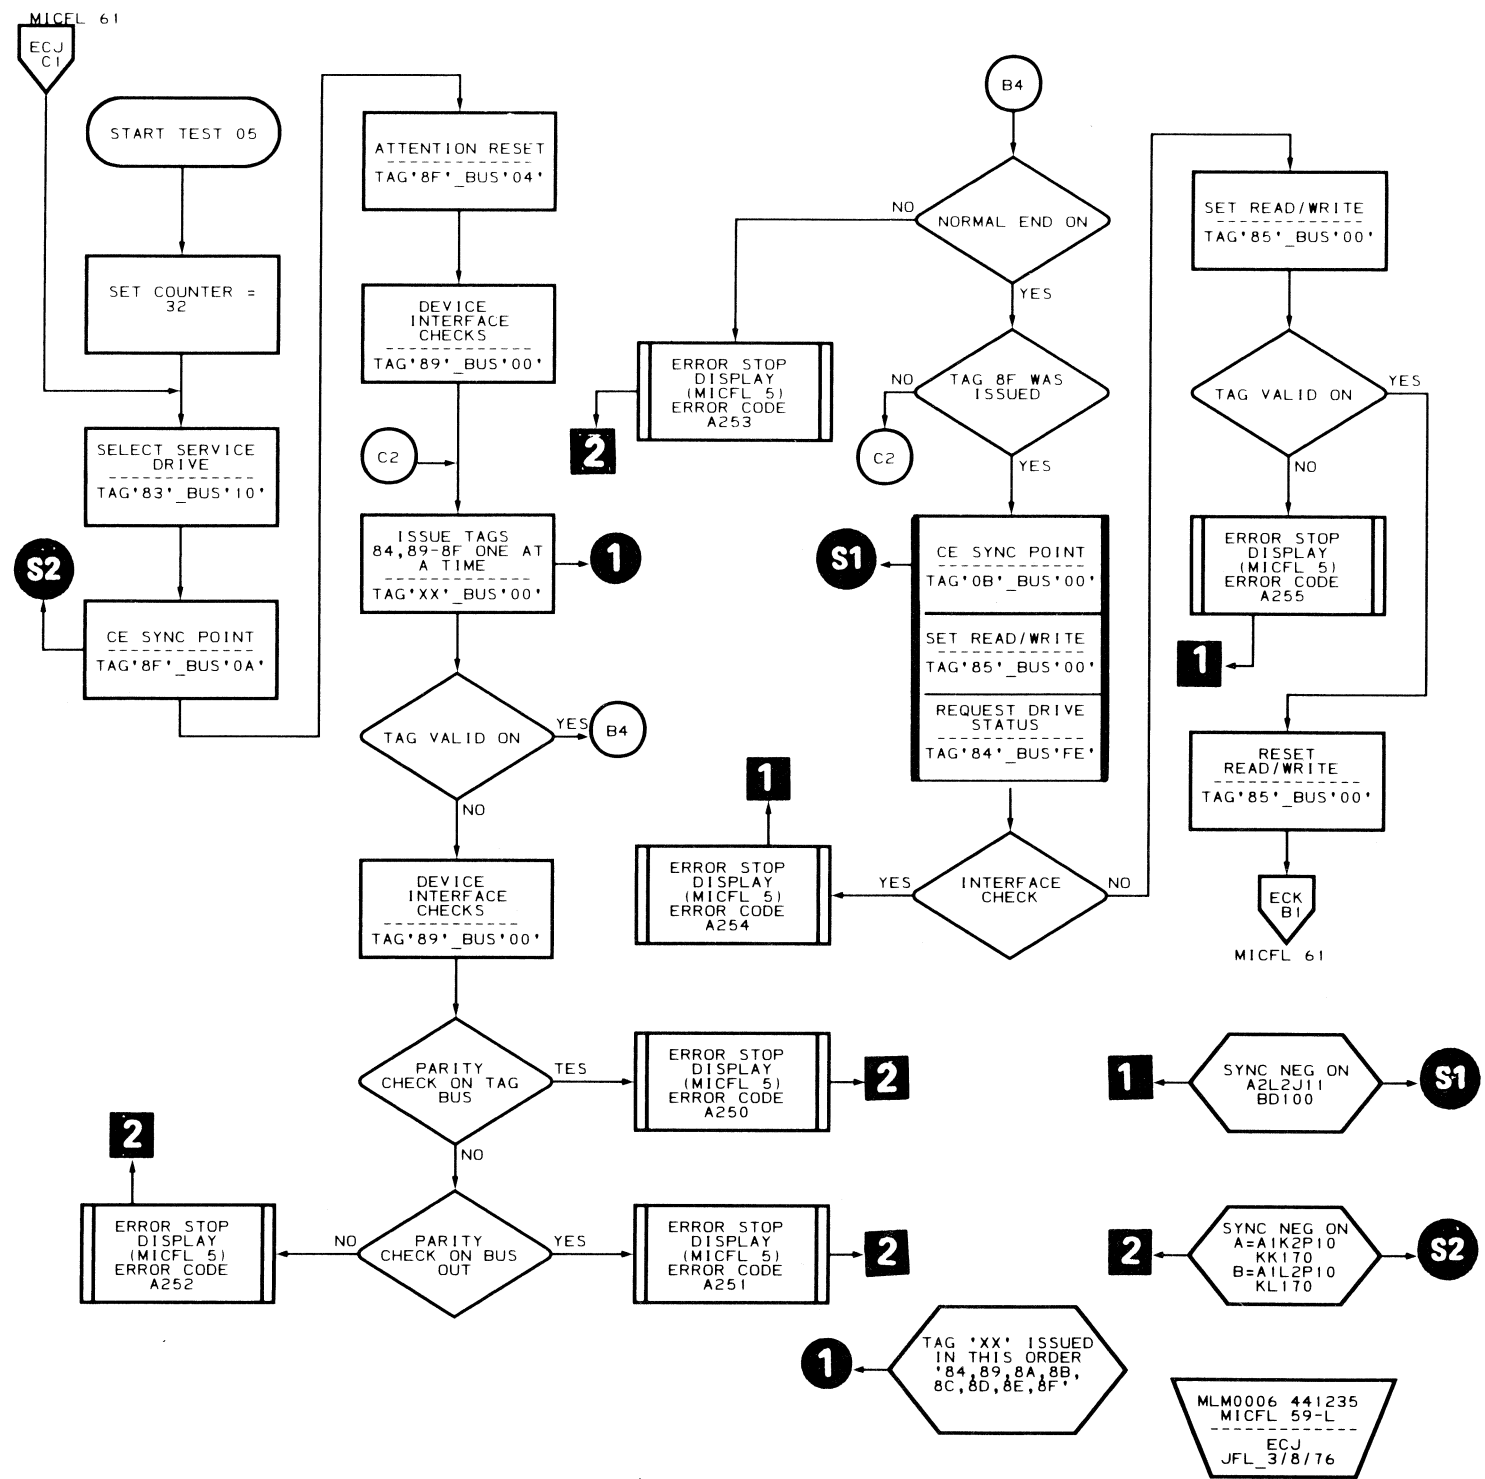 MICFL 61
ECJ
C1
START TEST 05
SET COUNTER =
32
SELECT SERVICE
DRIVE
TAG'83'_BUS'10'
S2
CE SYNC POINT
TAG'8F'_BUS'0A'
ATTENTION RESET
TAG'8F'_BUS'04'
DEVICE
INTERFACE
CHECKS
TAG'89'_BUS'00'
C2
ISSUE TAGS
84,89-8F ONE AT
A TIME
TAG'XX'_BUS'00'
1
TAG VALID ON
YES
B4
NO
DEVICE
INTERFACE
CHECKS
TAG'89'_BUS'00'
PARITY
CHECK ON TAG
BUS
TES
ERROR STOP
DISPLAY
(MICFL 5)
ERROR CODE
A250
2
NO
PARITY
CHECK ON BUS
OUT
YES
ERROR STOP
DISPLAY
(MICFL 5)
ERROR CODE
A251
2
NO
ERROR STOP
DISPLAY
(MICFL 5)
ERROR CODE
A252
2
B4
NORMAL END ON
NO
ERROR STOP
DISPLAY
(MICFL 5)
ERROR CODE
A253
2
YES
TAG 8F WAS
ISSUED
NO
C2
YES
S1
CE SYNC POINT
TAG'0B'_BUS'00'
SET READ/WRITE
TAG'85'_BUS'00'
REQUEST DRIVE
STATUS
TAG'84'_BUS'FE'
INTERFACE
CHECK
YES
ERROR STOP
DISPLAY
(MICFL 5)
ERROR CODE
A254
1
NO
SET READ/WRITE
TAG'85'_BUS'00'
TAG VALID ON
YES
NO
ERROR STOP
DISPLAY
(MICFL 5)
ERROR CODE
A255
1
RESET
READ/WRITE
TAG'85'_BUS'00'
ECK
B1
MICFL 61
1
SYNC NEG ON
A2L2J11
BD100
S1
2
SYNC NEG ON
A=A1K2P10
KK170
B=A1L2P10
KL170
S2
1
TAG 'XX' ISSUED
IN THIS ORDER
'84,89,8A,8B,
8C,8D,8E,8F'
MLM0006 441235
MICFL 59-L
ECJ
JFL_3/8/76